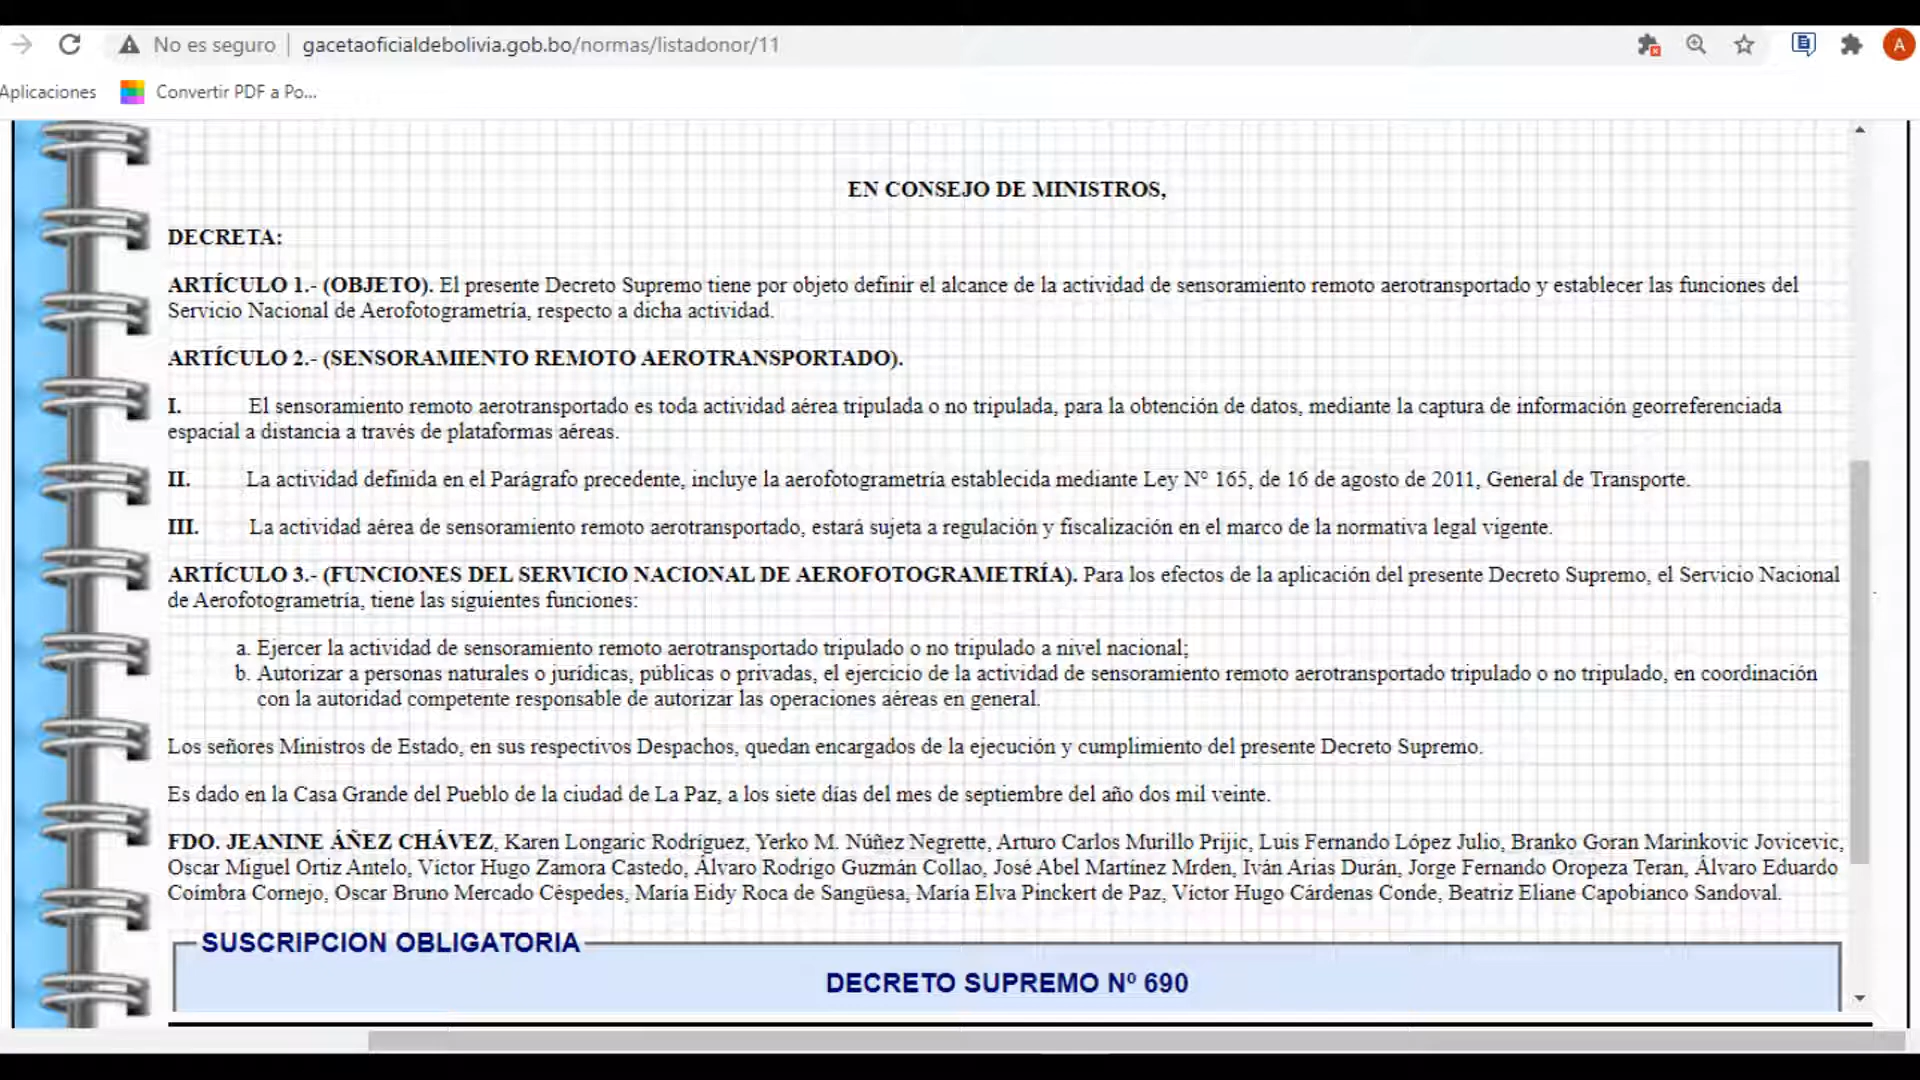 No es seguro | gacetaoficialdebolivia.gob.bo/normas/listadonor/11
A
Aplicaciones
Convertir PDF a Po...
EN CONSEJO DE MINISTROS,
DECRETA:
ARTÍCULO 1.- (OBJETO). El presente Decreto Supremo tiene por objeto definir el alcance de la actividad de sensoramiento remoto aerotransportado y establecer las funciones del
Servicio Nacional de Aerofotogrametría, respecto a dicha actividad.
ARTÍCULO 2.- (SENSORAMIENTO REMOTO AEROTRANSPORTADO).
I. El sensoramiento remoto aerotransportado es toda actividad aérea tripulada o no tripulada, para la obtención de datos, mediante la captura de información georreferenciada
espacial a distancia a través de plataformas aéreas.
II. La actividad definida en el Parágrafo precedente, incluye la aerofotogrametría establecida mediante Ley N° 165, de 16 de agosto de 2011, General de Transporte.
III. La actividad aérea de sensoramiento remoto aerotransportado, estará sujeta a regulación y fiscalización en el marco de la normativa legal vigente.
ARTÍCULO 3.- (FUNCIONES DEL SERVICIO NACIONAL DE AEROFOTOGRAMETRÍA). Para los efectos de la aplicación del presente Decreto Supremo, el Servicio Nacional
de Aerofotogrametría, tiene las siguientes funciones:
a. Ejercer la actividad de sensoramiento remoto aerotransportado tripulado o no tripulado a nivel nacional;
b. Autorizar a personas naturales o jurídicas, públicas o privadas, el ejercicio de la actividad de sensoramiento remoto aerotransportado tripulado o no tripulado, en coordinación
con la autoridad competente responsable de autorizar las operaciones aéreas en general.
Los señores Ministros de Estado, en sus respectivos Despachos, quedan encargados de la ejecución y cumplimiento del presente Decreto Supremo.
Es dado en la Casa Grande del Pueblo de la ciudad de La Paz, a los siete días del mes de septiembre del año dos mil veinte.
FDO. JEANINE ÁÑEZ CHÁVEZ, Karen Longaric Rodríguez, Yerko M. Núñez Negrette, Arturo Carlos Murillo Prijic, Luis Fernando López Julio, Branko Goran Marinkovic Jovicevic,
Oscar Miguel Ortiz Antelo, Víctor Hugo Zamora Castedo, Álvaro Rodrigo Guzmán Collao, José Abel Martínez Mrden, Iván Arias Durán, Jorge Fernando Oropeza Teran, Álvaro Eduardo
Coímbra Cornejo, Oscar Bruno Mercado Céspedes, María Eidy Roca de Sangüesa, María Elva Pinckert de Paz, Víctor Hugo Cárdenas Conde, Beatriz Eliane Capobianco Sandoval.
SUSCRIPCION OBLIGATORIA
DECRETO SUPREMO Nº 690